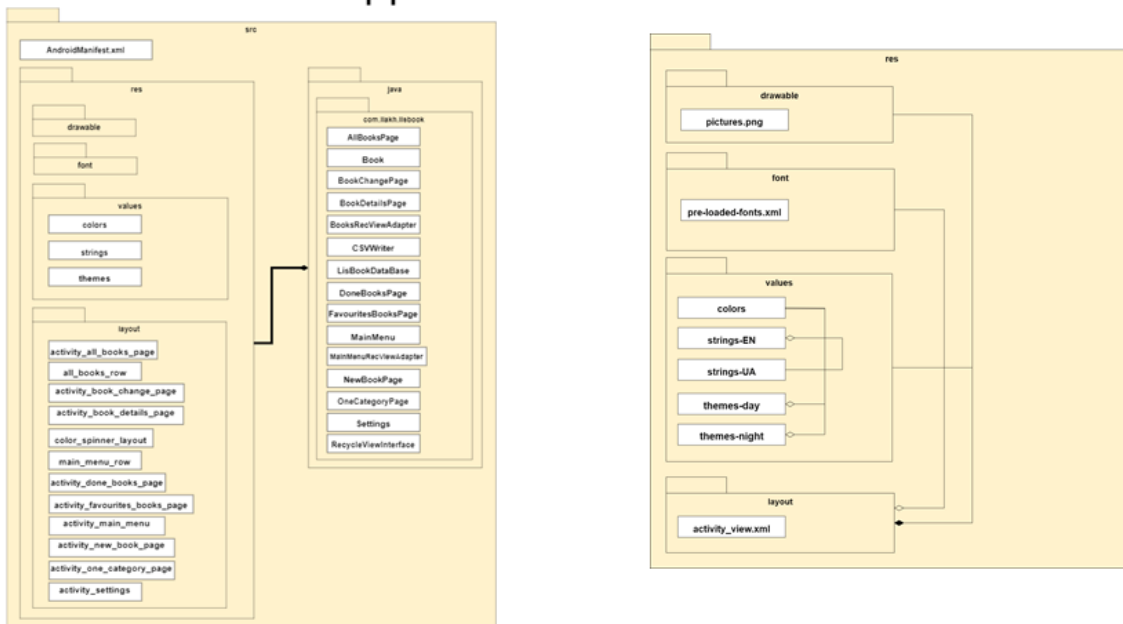 src
AndroidManifest.xml
res
drawable
font
values
colors
strings
themes
layout
activity_all_books_page
all_books_row
activity_book_change_page
activity_book_details_page
color_spinner_layout
main_menu_row
activity_done_books_page
activity_favourites_books_page
activity_main_menu
activity_new_book_page
activity_one_category_page
activity_settings
java
AllBooksPage
Book
BookChangePage
BookDetailsPage
BooksRecViewAdapter
CSVWriter
LisBookDataBase
DoneBooksPage
FavouritesBooksPage
MainMenu
MainMenuRecViewAdapter
NewBookPage
OneCategoryPage
Settings
RecycleViewInterface
res
drawable
pictures.png
font
pre-loaded-fonts.xml
values
colors
strings-EN
strings-UA
themes-day
themes-night
layout
activity_view.xml